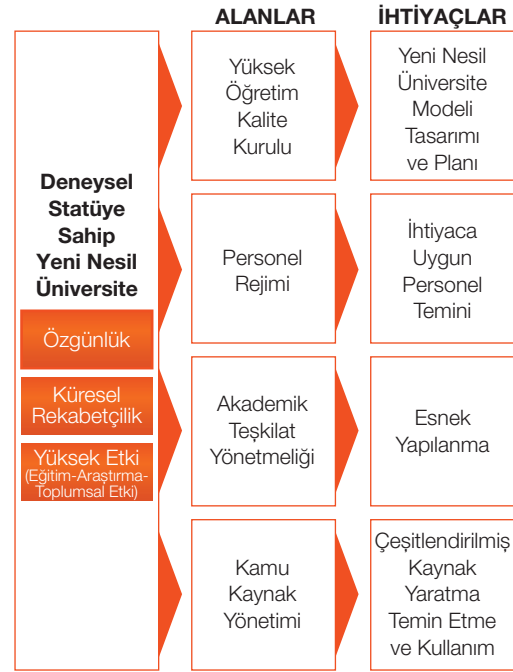 ALANLAR
İHTİYAÇLAR
Deneysel
Statüye
Sahip
Yeni Nesil
Üniversite
Özgünlük
Küresel
Rekabetçilik
Yüksek Etki
(Eğitim-Araştırma-
Toplumsal Etki)
Yüksek
Öğretim
Kalite
Kurulu
Yeni Nesil
Üniversite
Modeli
Tasarımı
ve Planı
Personel
Rejimi
İhtiyaca
Uygun
Personel
Temini
Akademik
Teşkilat
Yönetmeliği
Esnek
Yapılanma
Kamu
Kaynak
Yönetimi
Çeşitlendirilmiş
Kaynak
Yaratma
Temin Etme
ve Kullanım